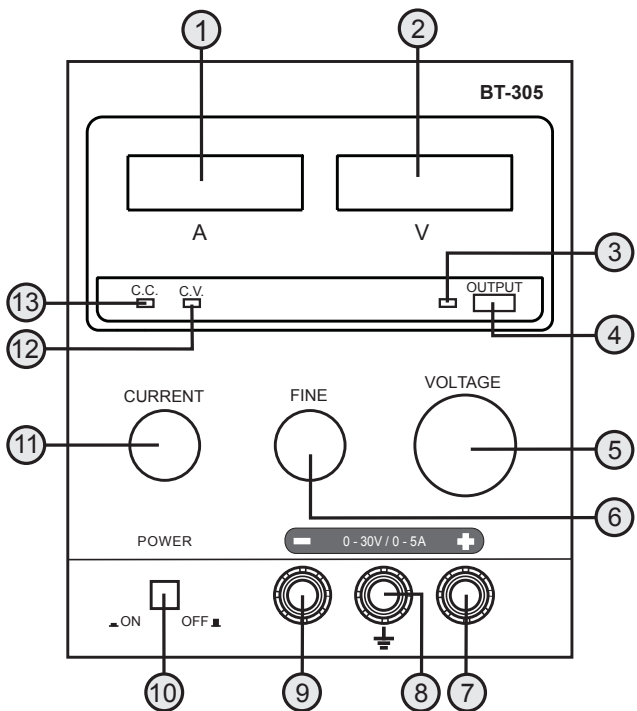 1
2
BT-305
A
V
3
C.C.
C.V.
OUTPUT
13
12
4
CURRENT
FINE
VOLTAGE
11
5
6
POWER
0 - 30V / 0 - 5A
ON
OFF
10
9
8
7